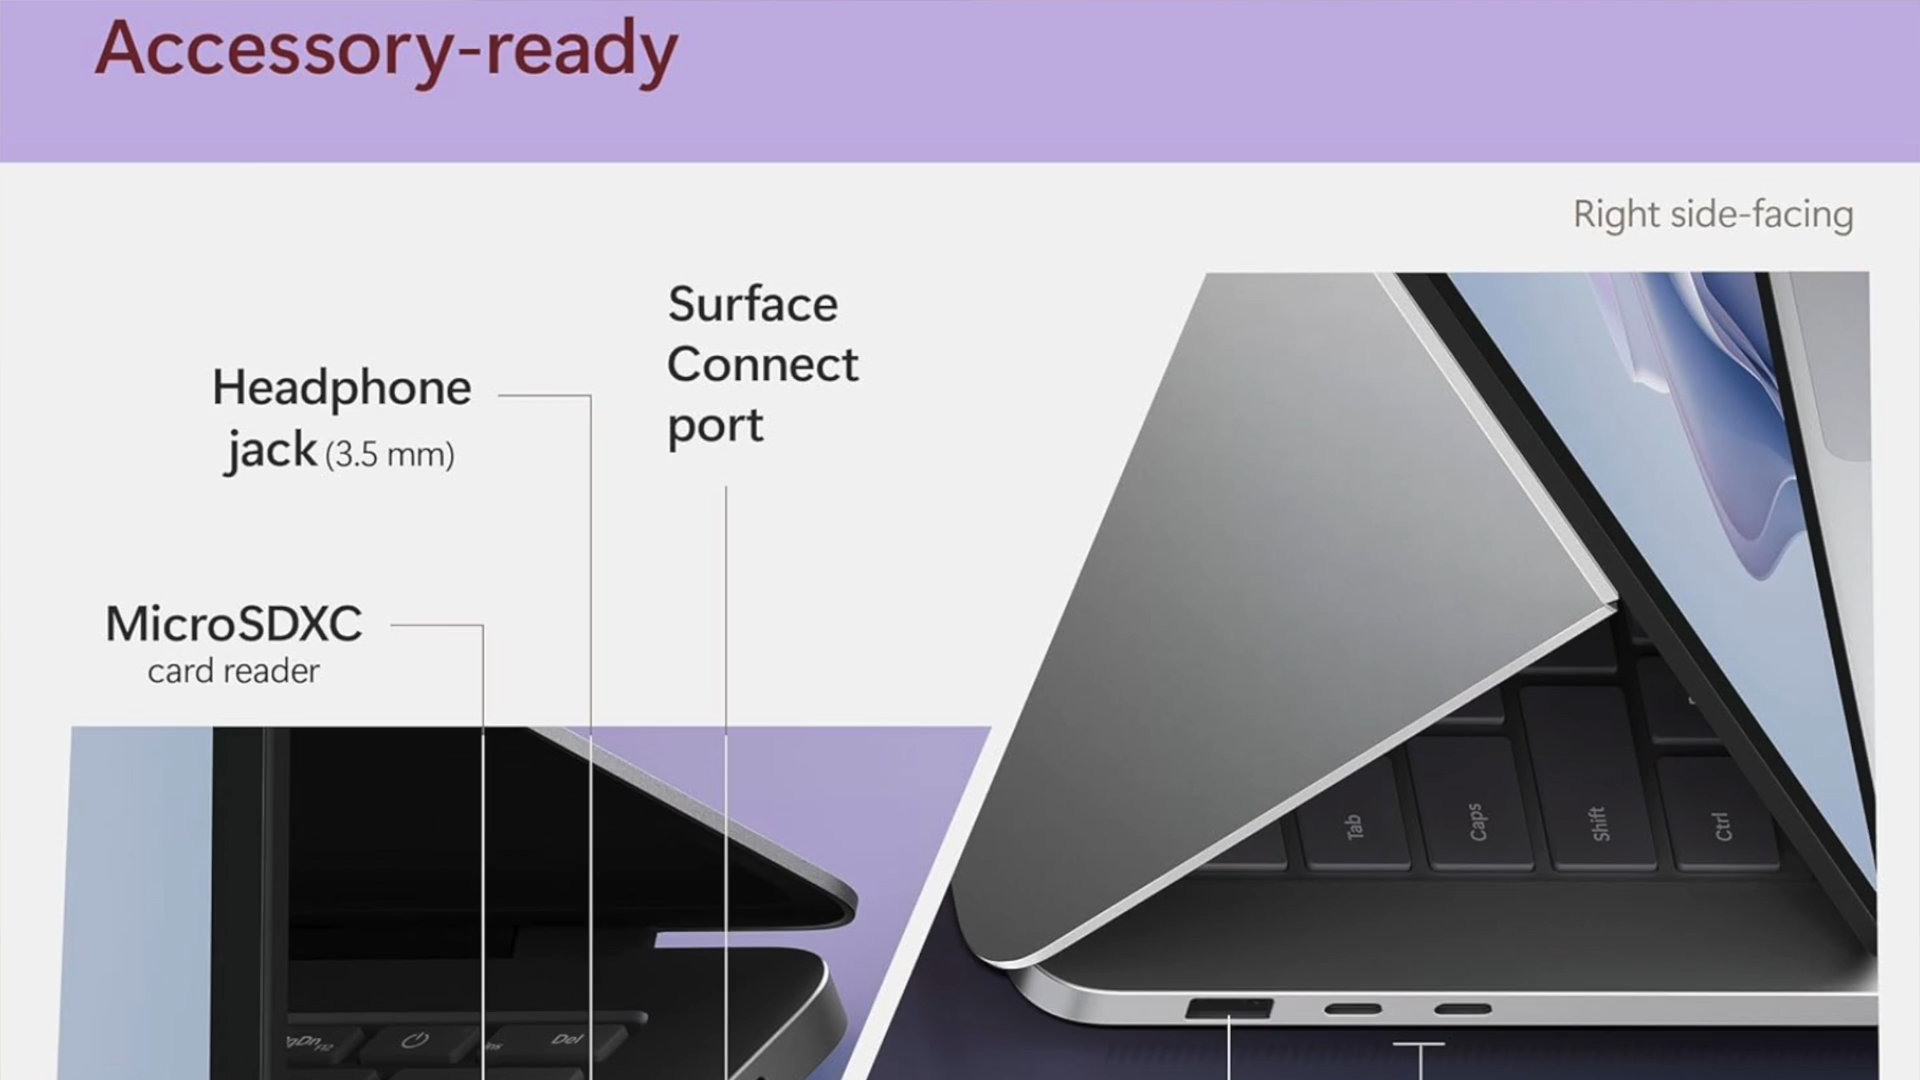 Accessory-ready
Right side-facing
Surface
Connect
port
Headphone
jack (3.5 mm)
MicroSDXC
card reader
Tab
Caps
Shift
Ctrl
Del